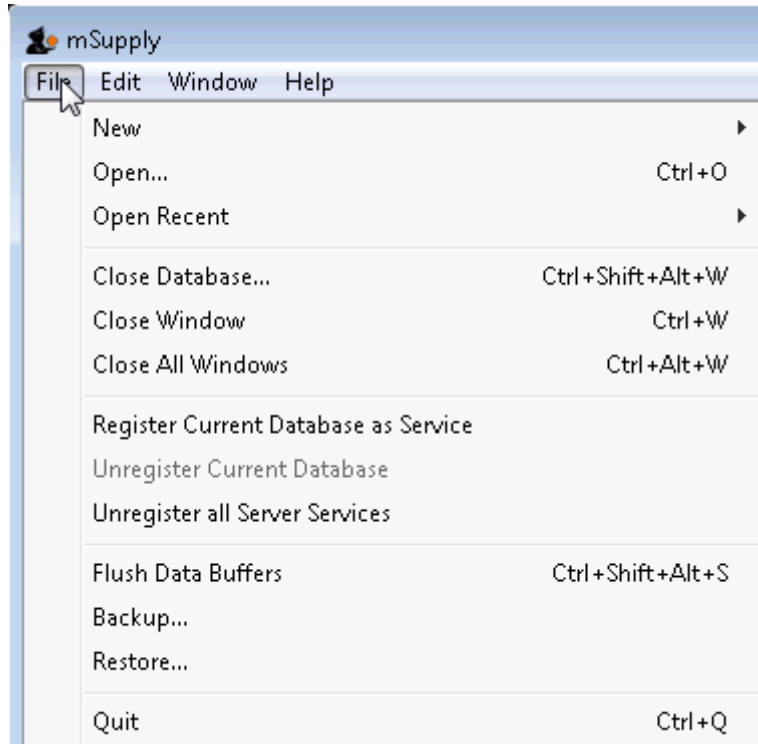 mSupply
File Edit Window Help
New
Open... Ctrl+O
Open Recent
Close Database... Ctrl+Shift+Alt+W
Close Window Ctrl+W
Close All Windows Ctrl+Alt+W
Register Current Database as Service
Unregister Current Database
Unregister all Server Services
Flush Data Buffers Ctrl+Shift+Alt+S
Backup...
Restore...
Quit Ctrl+Q